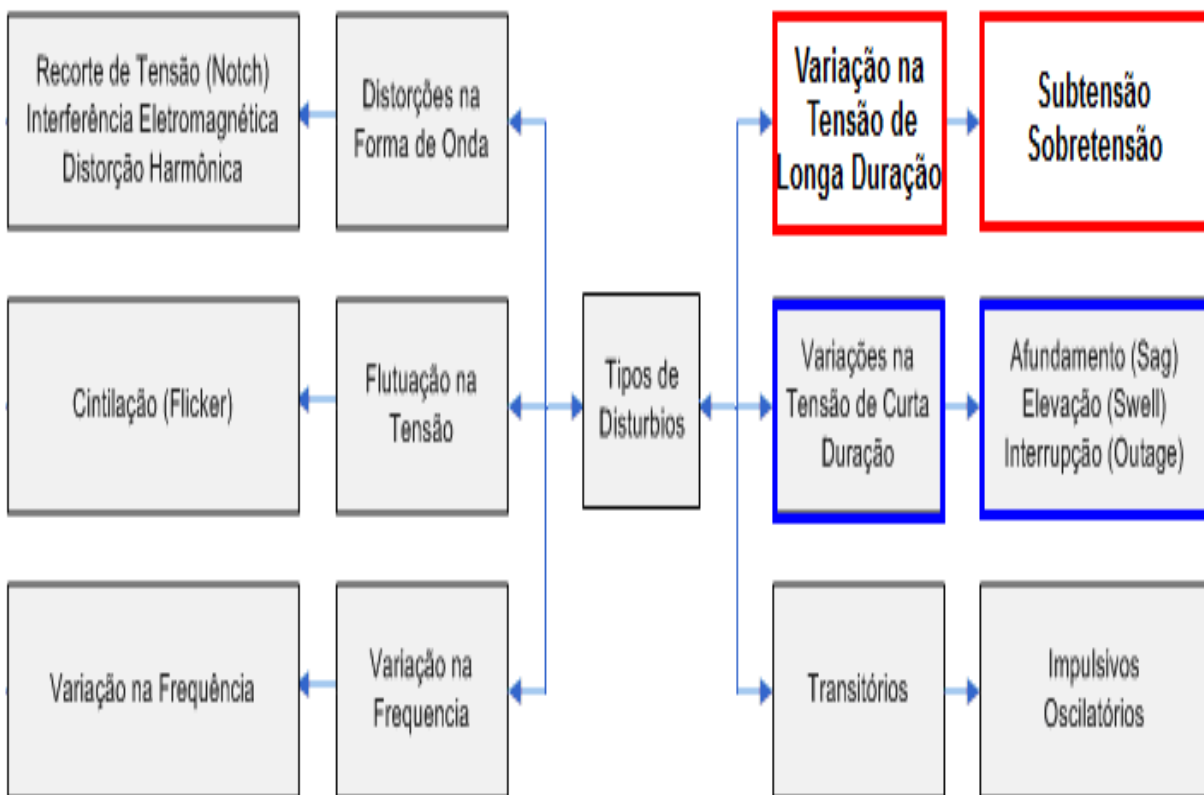 Recorte de Tensão (Notch)
Interferência Eletromagnética
Distorção Harmônica
Distorções na
Forma de Onda
Variação na
Tensão de
Longa Duração
Subtensão
Sobretensão
Cintilação (Flicker)
Flutuação na
Tensão
Tipos de
Disturbios
Variações na
Tensão de Curta
Duração
Afundamento (Sag)
Elevação (Swell)
Interrupção (Outage)
Variação na Frequência
Variação na
Frequencia
Transitórios
Impulsivos
Oscilatórios